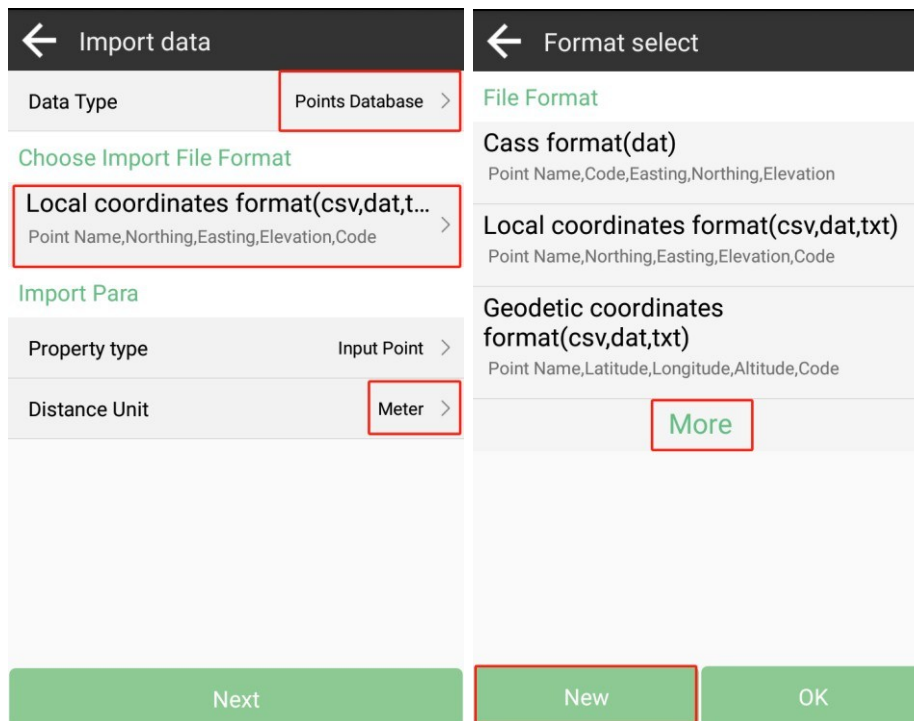 Import data
Data Type
Points Database
Choose Import File Format
Local coordinates format(csv,dat,t...
Point Name,Northing,Easting,Elevation,Code
Import Para
Property type
Input Point
Distance Unit
Meter
Next
Format select
File Format
Cass format(dat)
Point Name,Code,Easting,Northing,Elevation
Local coordinates format(csv,dat,txt)
Point Name,Northing,Easting,Elevation,Code
Geodetic coordinates
format(csv,dat,txt)
Point Name,Latitude,Longitude,Altitude,Code
More
New
OK